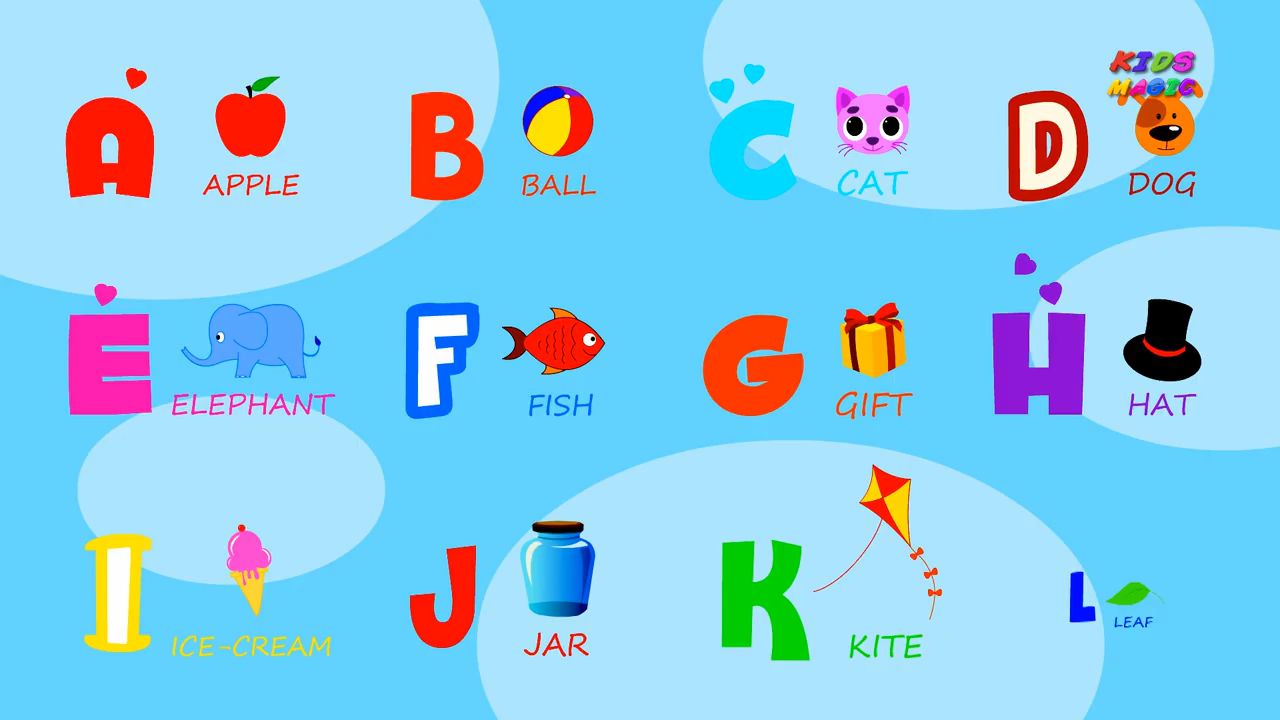 KIDS
MAGIC
A
APPLE
B
BALL
C
CAT
D
DOG
E
ELEPHANT
F
FISH
G
GIFT
H
HAT
I
ICE-CREAM
J
JAR
K
KITE
L
LEAF